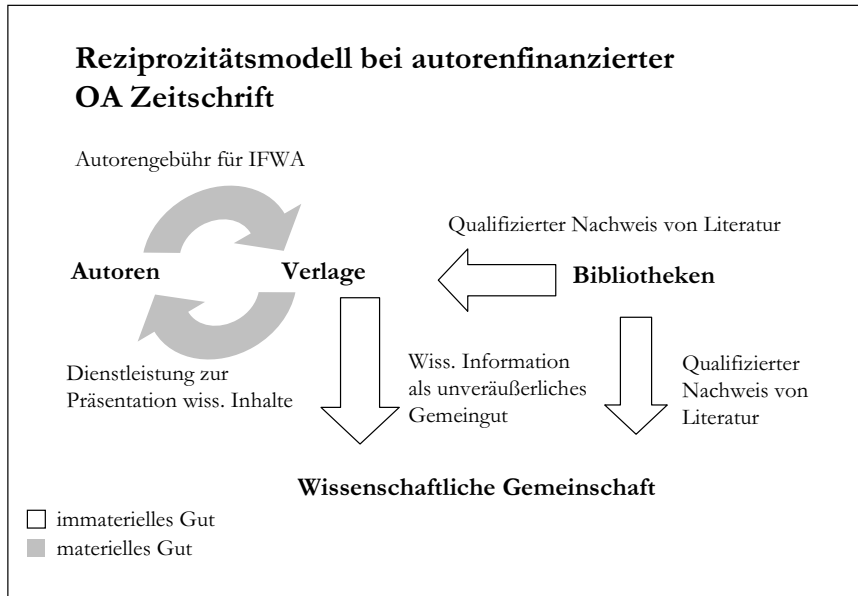 Reziprozitätsmodell bei autorenfinanzierter
OA Zeitschrift
Autorengebühr für IFWA
Qualifizierter Nachweis von Literatur
Autoren
Verlage
Bibliotheken
Dienstleistung zur
Präsentation wiss. Inhalte
Wiss. Information
als unveräußerliches
Gemeingut
Qualifizierter
Nachweis von
Literatur
Wissenschaftliche Gemeinschaft
immaterielles Gut
materielles Gut